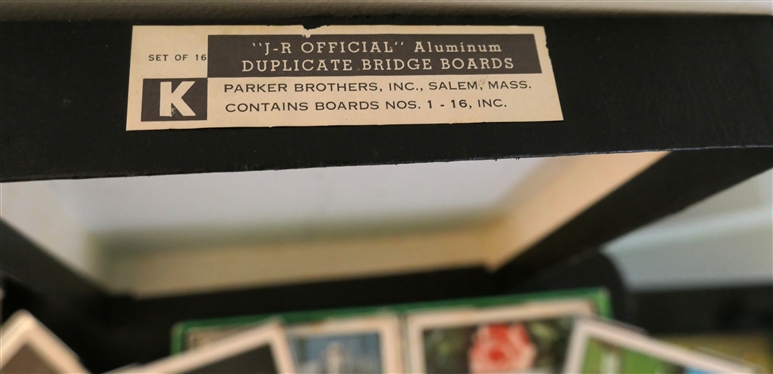 SET OF 16
"J-R OFFICIAL" Aluminum
DUPLICATE BRIDGE BOARDS
K
PARKER BROTHERS, INC., SALEM, MASS.
CONTAINS BOARDS NOS. 1 - 16, INC.